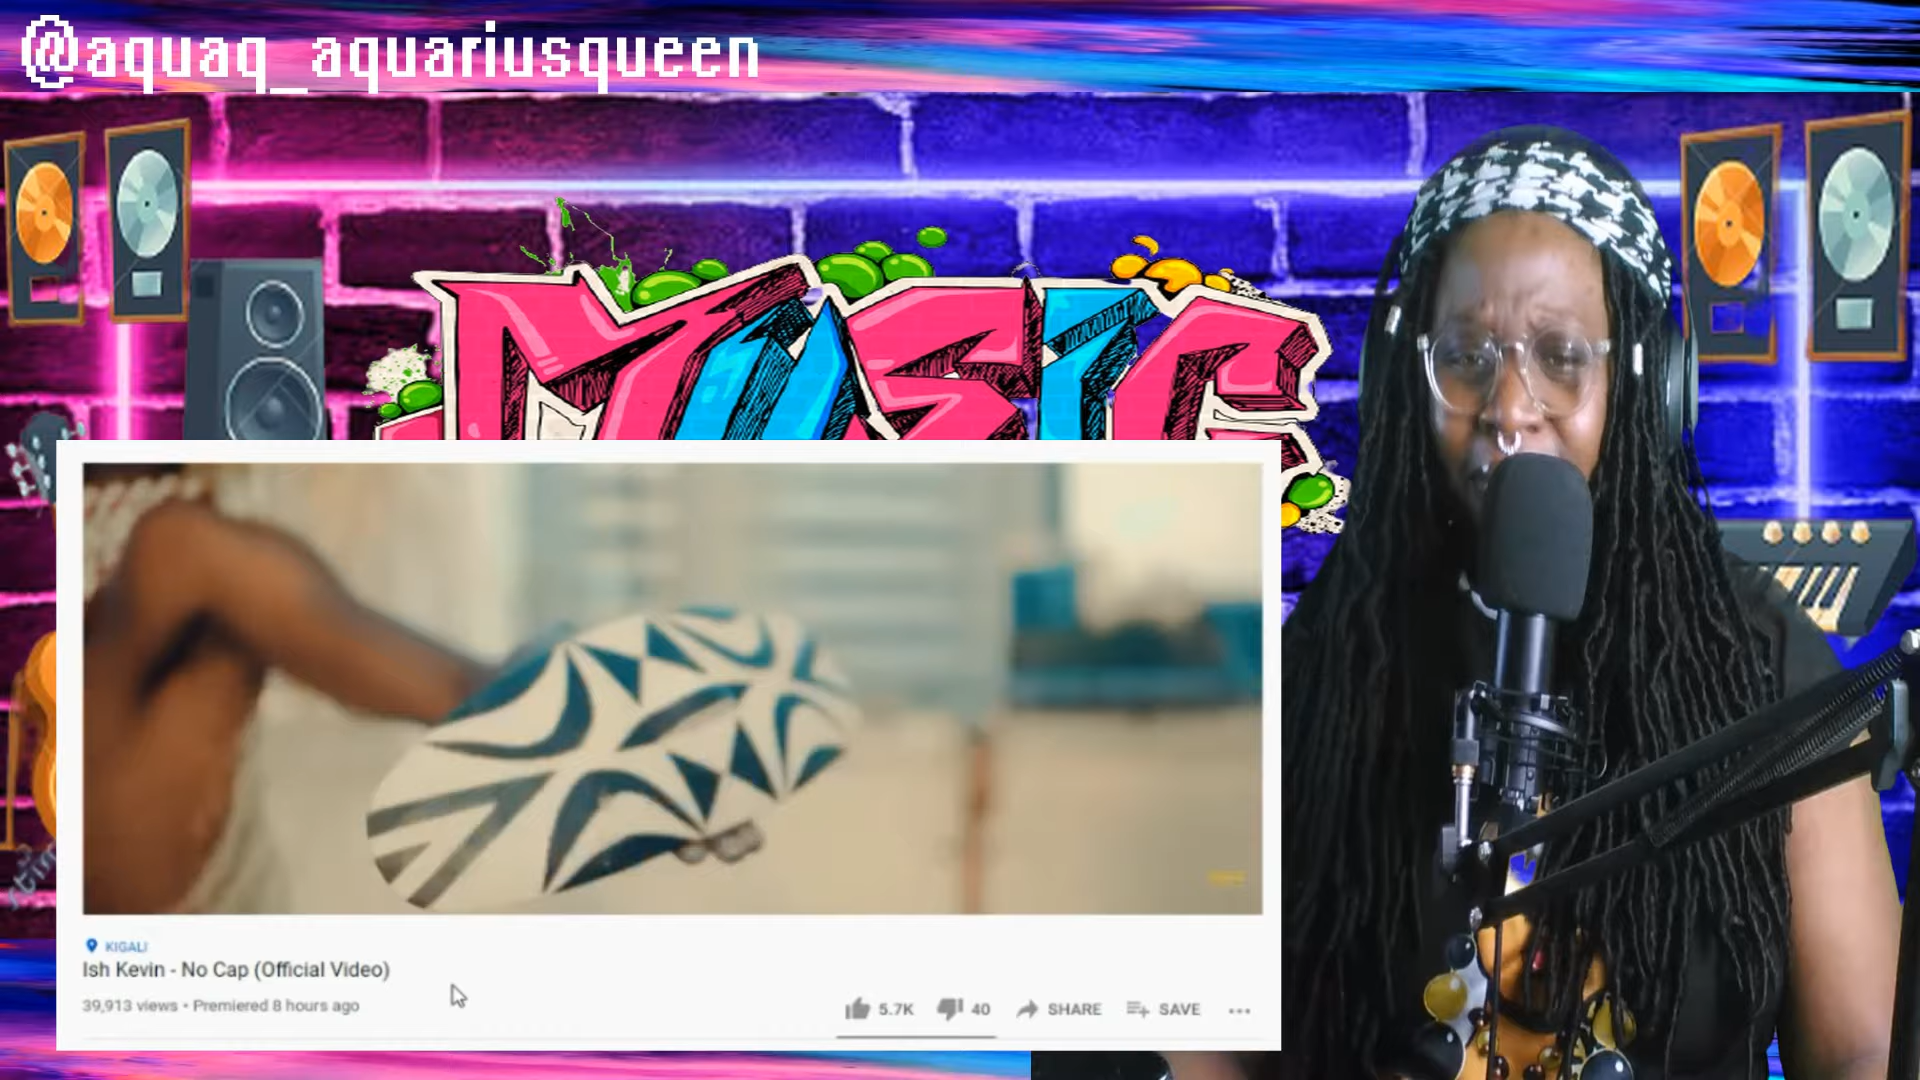 @aquaq_aquariusqueen
MUSIC
KIGALI
Ish Kevin - No Cap (Official Video)
39,913 views • Premiered 8 hours ago
5.7K 40 SHARE SAVE